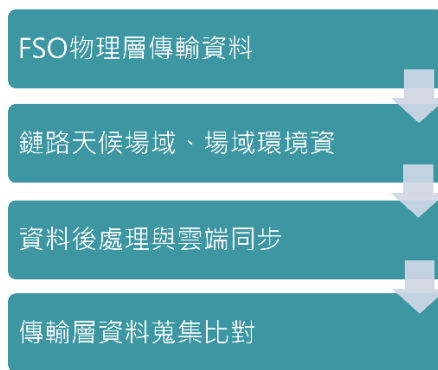 FSO物理層傳輸資料
鏈路天候場域、場域環境資
資料後處理與雲端同步
傳輸層資料蒐集比對